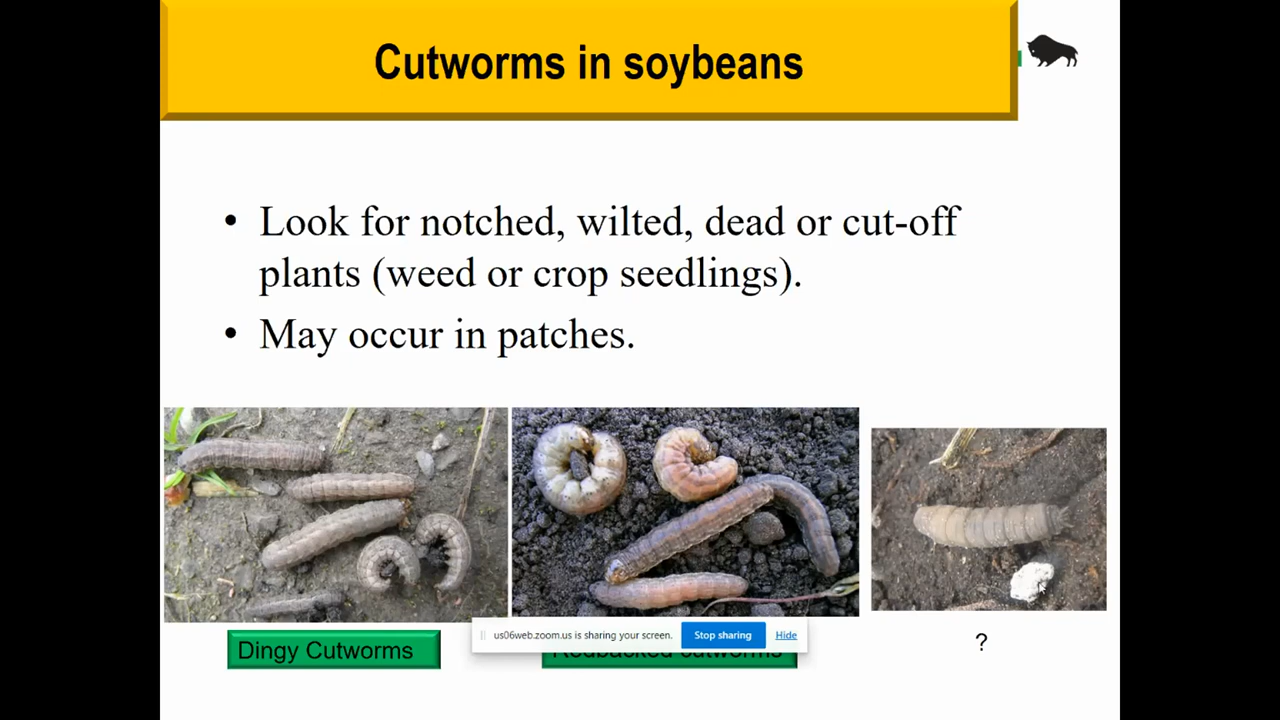 Cutworms in soybeans
• Look for notched, wilted, dead or cut-off
plants (weed or crop seedlings).
• May occur in patches.
us06web.zoom.us is sharing your screen.
Stop sharing
Hide
Dingy Cutworms
Redbacked cutworms
?